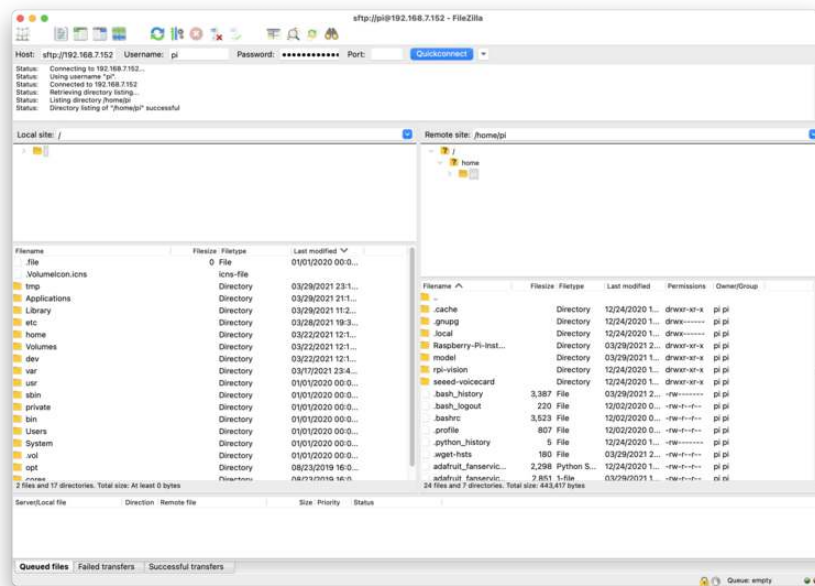 sftp://pi@192.168.7.152 - FileZilla
Host: sftp://192.168.7.152 Username: pi Password: •••••••••••• Port: Quickconnect
Status: Connecting to 192.168.7.152...
Status: Using username "pi".
Status: Connected to 192.168.7.152
Status: Retrieving directory listing...
Status: Listing directory /home/pi
Status: Directory listing of "/home/pi" successful
Local site: /
Remote site: /home/pi
/
home
Filename Filesize Filetype Last modified
.file 0 File 01/01/2020 00:0...
.VolumeIcon.icns icns-file
tmp Directory 03/29/2021 23:1...
Applications Directory 03/29/2021 21:1...
Library Directory 03/29/2021 11:2...
etc Directory 03/28/2021 19:3...
home Directory 03/22/2021 12:1...
Volumes Directory 03/22/2021 12:1...
dev Directory 03/22/2021 12:1...
var Directory 03/17/2021 23:4...
usr Directory 01/01/2020 00:0...
sbin Directory 01/01/2020 00:0...
private Directory 01/01/2020 00:0...
bin Directory 01/01/2020 00:0...
Users Directory 01/01/2020 00:0...
System Directory 01/01/2020 00:0...
.vol Directory 01/01/2020 00:0...
opt Directory 08/23/2019 16:0...
cores Directory 08/23/2019 16:0...
2 files and 17 directories. Total size: At least 0 bytes
Filename Filesize Filetype Last modified Permissions Owner/Group
..
.cache Directory 12/24/2020 1... drwxr-xr-x pi pi
.gnupg Directory 12/24/2020 1... drwx------ pi pi
.local Directory 12/24/2020 1... drwx------ pi pi
Raspberry-Pi-Inst... Directory 03/29/2021 2... drwxr-xr-x pi pi
model Directory 03/29/2021 1... drwxr-xr-x pi pi
rpi-vision Directory 12/24/2020 1... drwxr-xr-x pi pi
seeed-voicecard Directory 12/24/2020 1... drwxr-xr-x pi pi
.bash_history 3,387 File 03/29/2021 2... -rw------- pi pi
.bash_logout 220 File 12/02/2020 0... -rw-r--r-- pi pi
.bashrc 3,523 File 12/02/2020 0... -rw-r--r-- pi pi
.profile 807 File 12/02/2020 0... -rw-r--r-- pi pi
.python_history 5 File 12/24/2020 1... -rw------- pi pi
.wget-hsts 180 File 03/29/2021 2... -rw-r--r-- pi pi
adafruit_fanservic... 2,298 Python S... 12/24/2020 1... -rw-r--r-- pi pi
adafruit_fanservic... 2,851 1-file 03/29/2021 1... -rw-r--r-- pi pi
24 files and 7 directories. Total size: 443,417 bytes
Server/Local file Direction Remote file Size Priority Status
Queued files Failed transfers Successful transfers
Queue: empty